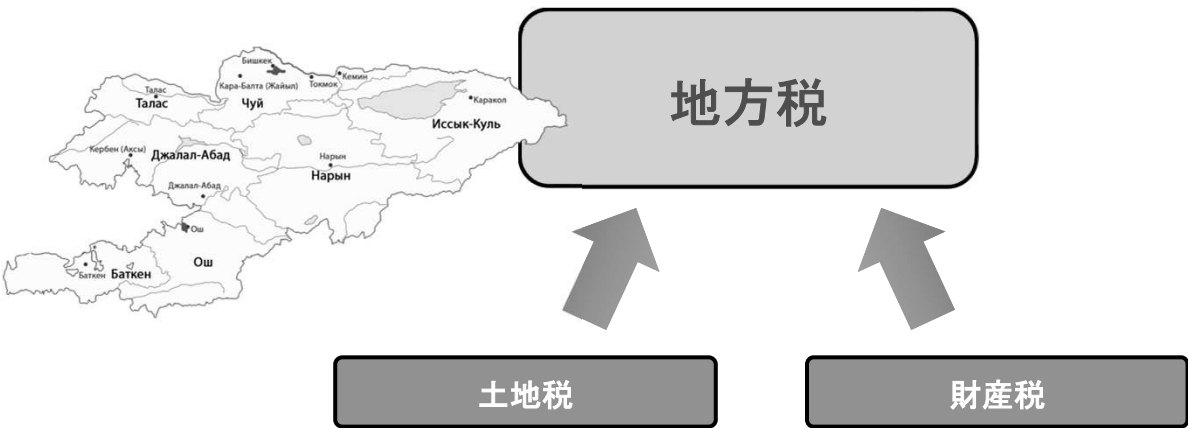 地方税
Бишкек
Кемин
Кара-Балта (Жайыл)
Токмок
Талас
Талас
Чуй
Каракол
Иссык-Куль
Кербен (Аксы)
Джалал-Абад
Нарын
Нарын
Джалал-Абад
Ош
Ош
Баткен
Баткен
土地税
財産税